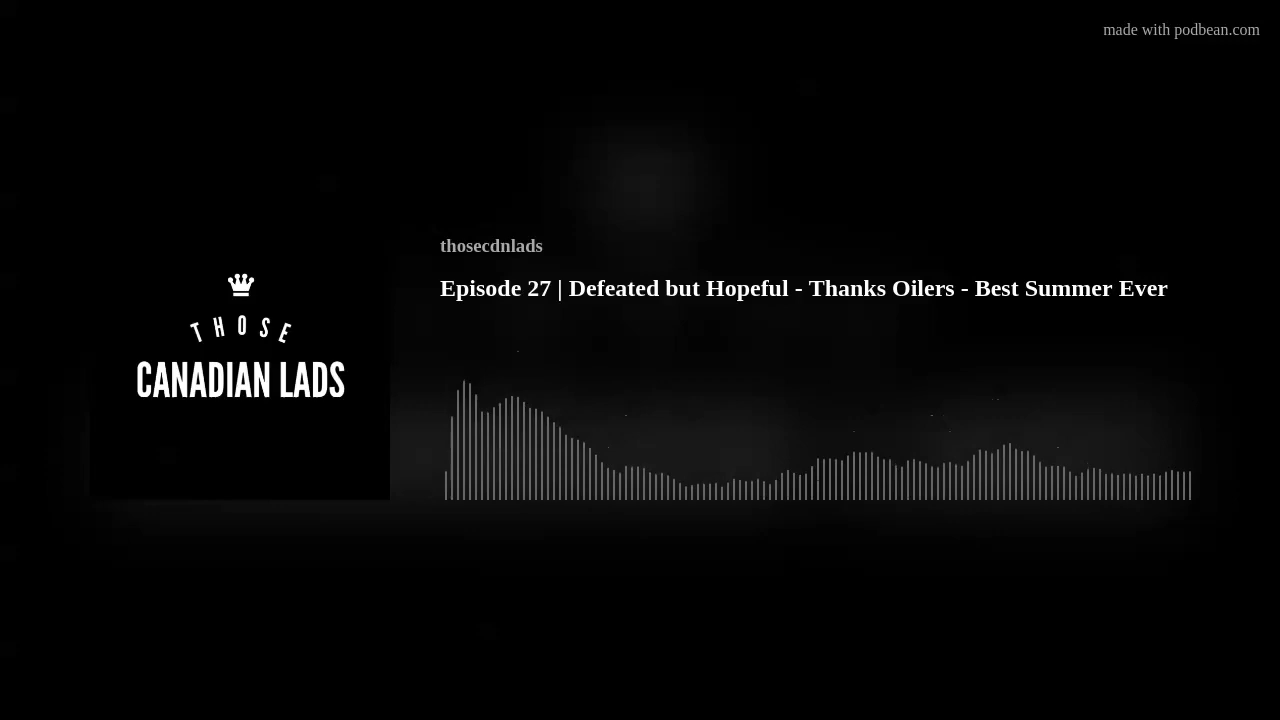 made with podbean.com
thosecdnlads
Episode 27 | Defeated but Hopeful - Thanks Oilers - Best Summer Ever
THOSE
CANADIAN LADS